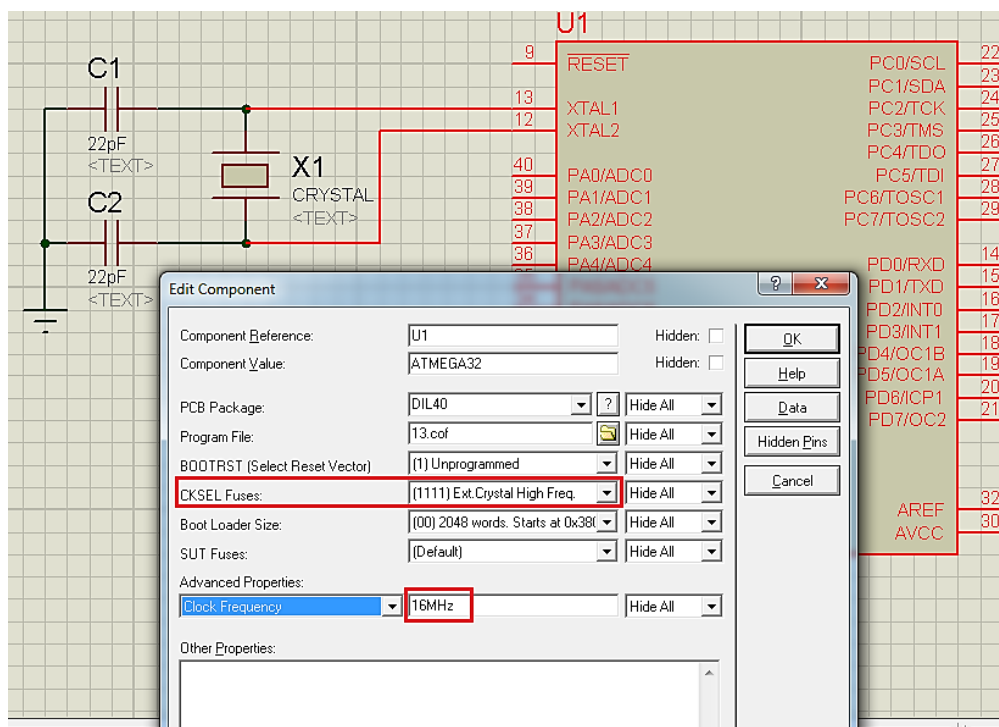 U1
9 RESET PC0/SCL 22
PC1/SDA 23
13 XTAL1 PC2/TCK 24
12 XTAL2 PC3/TMS 25
PC4/TDO 26
40 PA0/ADC0 PC5/TDI 27
39 PA1/ADC1 PC6/TOSC1 28
38 PA2/ADC2 PC7/TOSC2 29
37 PA3/ADC3
36 PA4/ADC4 PD0/RXD 14
PD1/TXD 15
PD2/INT0 16
PD3/INT1 17
PD4/OC1B 18
PD5/OC1A 19
PD6/ICP1 20
PD7/OC2 21
AREF 32
AVCC 30
C1
22pF
<TEXT>
X1
CRYSTAL
<TEXT>
C2
22pF
<TEXT>
Edit Component ? X
Component Reference: U1 Hidden:
Component Value: ATMEGA32 Hidden:
PCB Package: DIL40 ? Hide All
Program File: 13.cof Hide All
BOOTRST (Select Reset Vector) (1) Unprogrammed Hide All
CKSEL Fuses: (1111) Ext.Crystal High Freq. Hide All
Boot Loader Size: (00) 2048 words. Starts at 0x380 Hide All
SUT Fuses: (Default) Hide All
Advanced Properties:
Clock Frequency 16MHz Hide All
Other Properties:
OK
Help
Data
Hidden Pins
Cancel